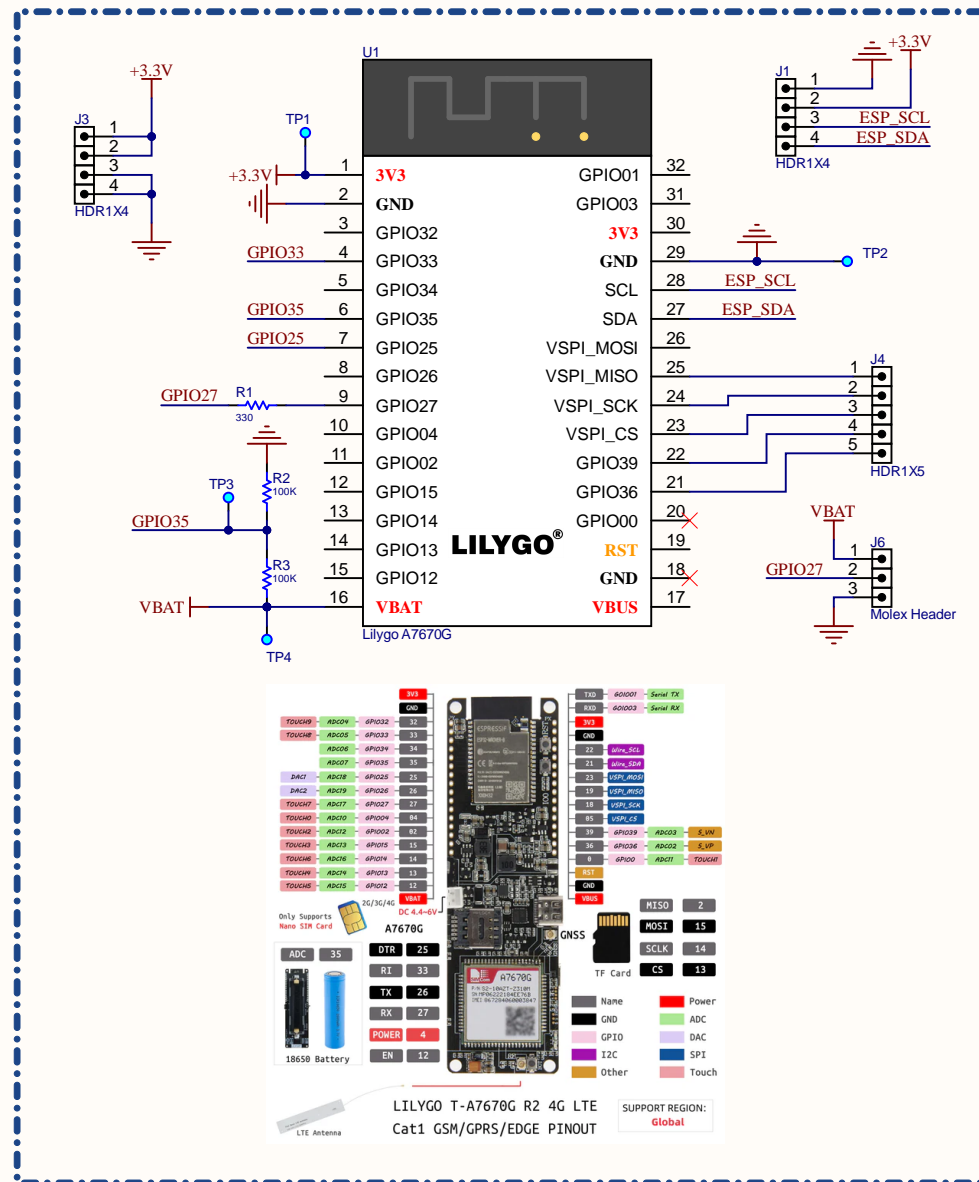 U1
+3.3V
J3
1
2
3
4
HDR1X4
+3.3V
J1
1
2
3
4
ESP_SCL
ESP_SDA
HDR1X4
TP1
+3.3V
1 3V3
2 GND
3 GPIO32
GPIO33 4 GPIO33
5 GPIO34
GPIO35 6 GPIO35
GPIO25 7 GPIO25
8 GPIO26
GPIO27 R1 330 9 GPIO27
10 GPIO04
11 GPIO02
12 GPIO15
13 GPIO14
14 GPIO13
15 GPIO12
VBAT 16 VBAT
R2
100K
TP3
GPIO35
R3
100K
TP4
GPIO01 32
GPIO03 31
3V3 30
GND 29
TP2
SCL 28 ESP_SCL
SDA 27 ESP_SDA
VSPI_MOSI 26
VSPI_MISO 25
VSPI_SCK 24
VSPI_CS 23
GPIO39 22
GPIO36 21
GPIO00 20
RST 19
GND 18
VBUS 17
LILYGO®
Lilygo A7670G
J4
1
2
3
4
5
HDR1X5
VBAT
J6
1
GPIO27 2
3
Molex Header
3V3
GND
TOUCH9 ADC04 GPIO32 32
TOUCH8 ADC05 GPIO33 33
ADC06 GPIO34 34
ADC07 GPIO35 35
DAC1 ADC18 GPIO25 25
DAC2 ADC19 GPIO26 26
TOUCH7 ADC17 GPIO27 27
TOUCH0 ADC10 GPIO04 04
TOUCH2 ADC12 GPIO02 02
TOUCH3 ADC13 GPIO15 15
TOUCH6 ADC16 GPIO14 14
TOUCH4 ADC14 GPIO13 13
TOUCH5 ADC15 GPIO12 12
VBAT
2G/3G/4G
DC 4.4~6V
Only Supports
Nano SIM Card
A7670G
TXD GOIO01 Serial TX
RXD GOIO03 Serial RX
3V3
GND
22 Wire_SCL
21 Wire_SDA
23 VSPI_MOSI
19 VSPI_MISO
18 VSPI_SCK
05 VSPI_CS
39 GPIO39 ADC03 S_VN
36 GPIO36 ADC02 S_VP
0 GPIO0 ADC11 TOUCH1
RST
GND
VBUS
ESPRESSIF
GNSS
TF Card
MISO 2
MOSI 15
SCLK 14
CS 13
ADC 35
18650 Battery
DTR 25
RI 33
TX 26
RX 27
POWER 4
EN 12
A7670G
Name
GND
GPIO
I2C
Other
Power
ADC
DAC
SPI
Touch
LTE Antenna
LILYGO T-A7670G R2 4G LTE
Cat1 GSM/GPRS/EDGE PINOUT
SUPPORT REGION:
Global